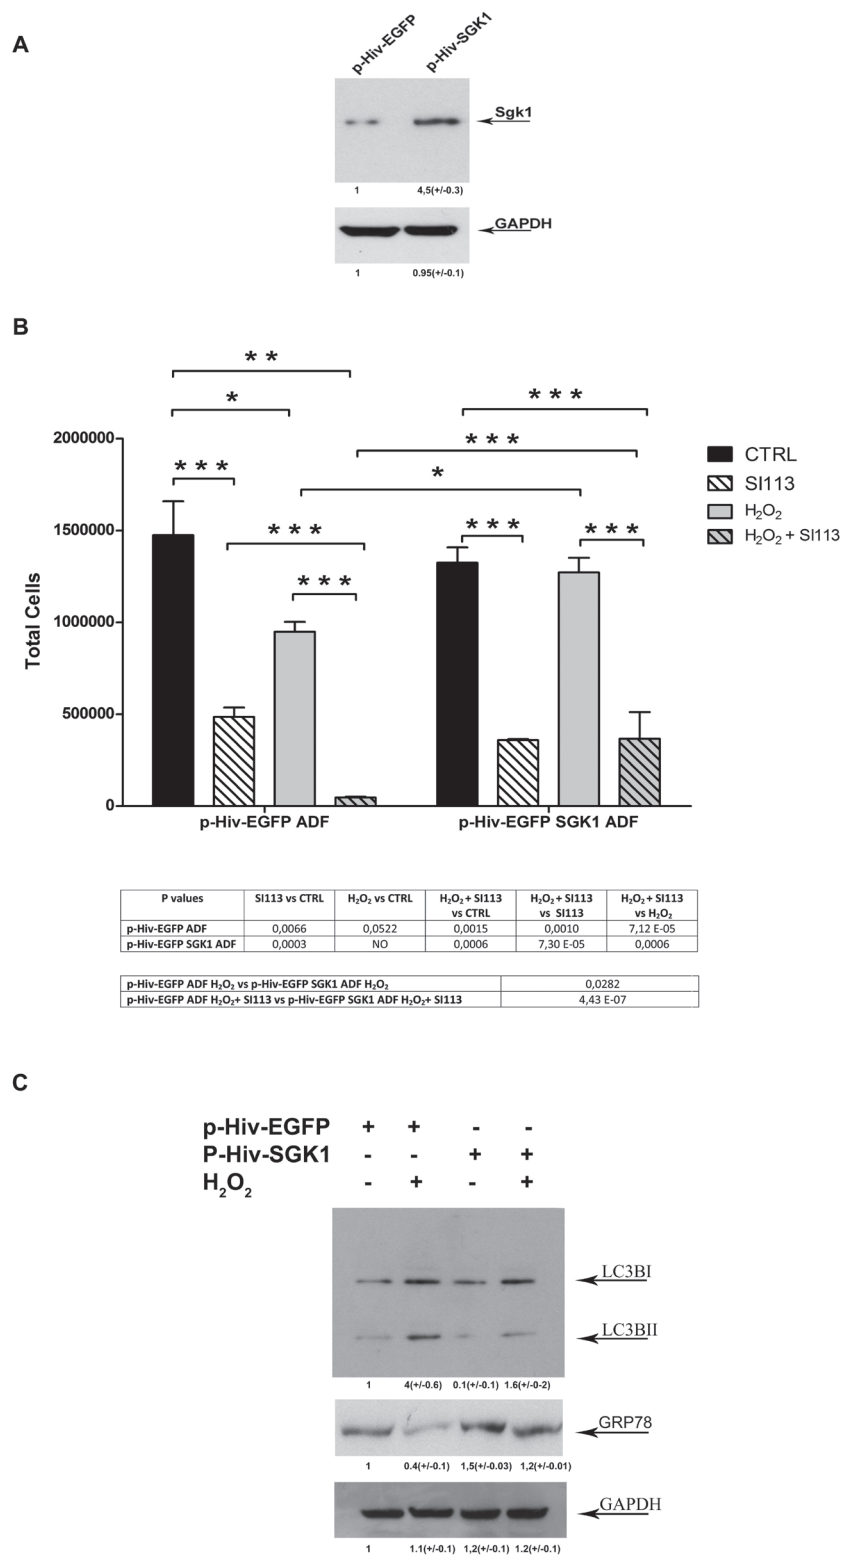 A
p-Hiv-EGFP
p-Hiv-SGK1
Sgk1
1 4,5(+/-0.3)
GAPDH
1 0.95(+/-0.1)
B
* *
* * * *
* * * *
2000000
* * *
* * * *
1500000
* * * * * * * * *
* * *
1000000
500000
0
Total Cells
CTRL
SI113
H₂O₂
H₂O₂ + SI113
p-Hiv-EGFP ADF p-Hiv-EGFP SGK1 ADF
P values SI113 vs CTRL H₂O₂ vs CTRL H₂O₂ + SI113 vs CTRL H₂O₂ + SI113 vs SI113 H₂O₂ + SI113 vs H₂O₂
p-Hiv-EGFP ADF 0,0066 0,0522 0,0015 0,0010 7,12 E-05
p-Hiv-EGFP SGK1 ADF 0,0003 NO 0,0006 7,30 E-05 0,0006
p-Hiv-EGFP ADF H₂O₂ vs p-Hiv-EGFP SGK1 ADF H₂O₂ 0,0282
p-Hiv-EGFP ADF H₂O₂+ SI113 vs p-Hiv-EGFP SGK1 ADF H₂O₂+ SI113 4,43 E-07
C
p-Hiv-EGFP + + - -
P-Hiv-SGK1 - - + +
H₂O₂ - + - +
LC3BI
LC3BII
1 4(+/-0.6) 0.1(+/-0.1) 1.6(+/-0-2)
GRP78
1 0.4(+/-0.1) 1,5(+/-0.03) 1,2(+/-0.01)
GAPDH
1 1.1(+/-0.1) 1,2(+/-0.1) 1.2(+/-0.1)